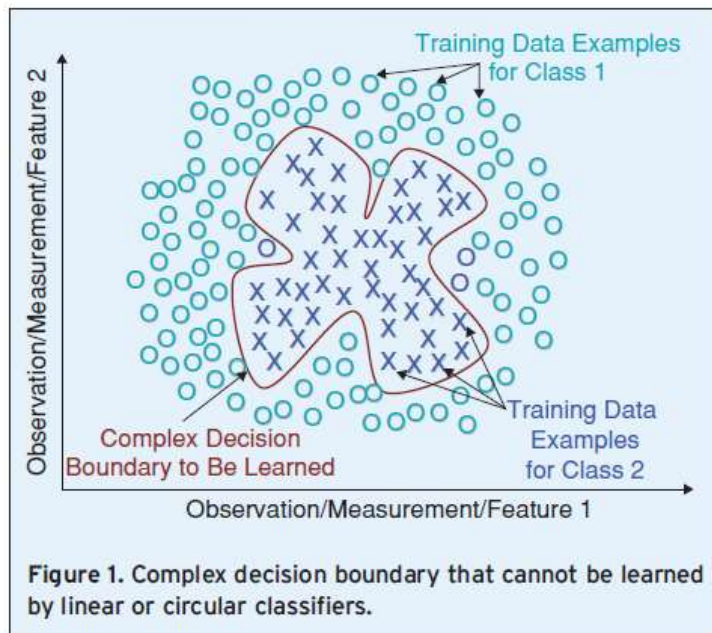 Training Data Examples
for Class 1
Observation/Measurement/Feature 2
Complex Decision
Boundary to Be Learned
Training Data
Examples
for Class 2
Observation/Measurement/Feature 1
Figure 1. Complex decision boundary that cannot be learned
by linear or circular classifiers.